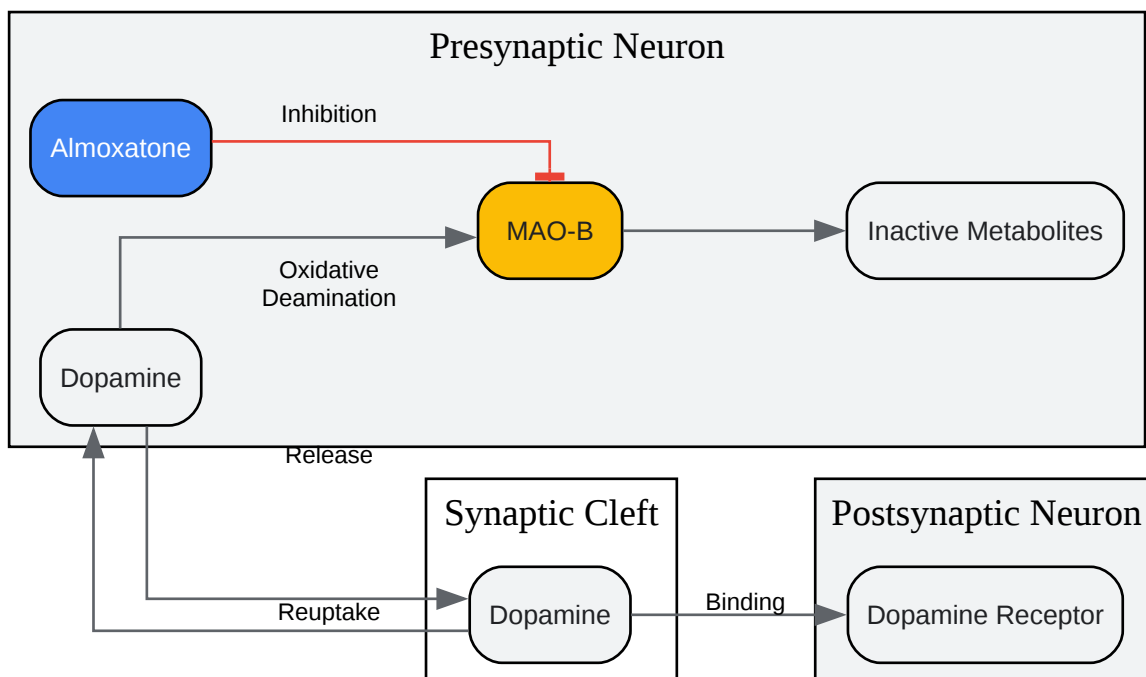 Presynaptic Neuron
Inhibition
Almoxatone
MAO-B
Inactive Metabolites
Oxidative
Deamination
Dopamine
Release
Synaptic Cleft
Postsynaptic Neuron
Reuptake
Dopamine
Binding
Dopamine Receptor